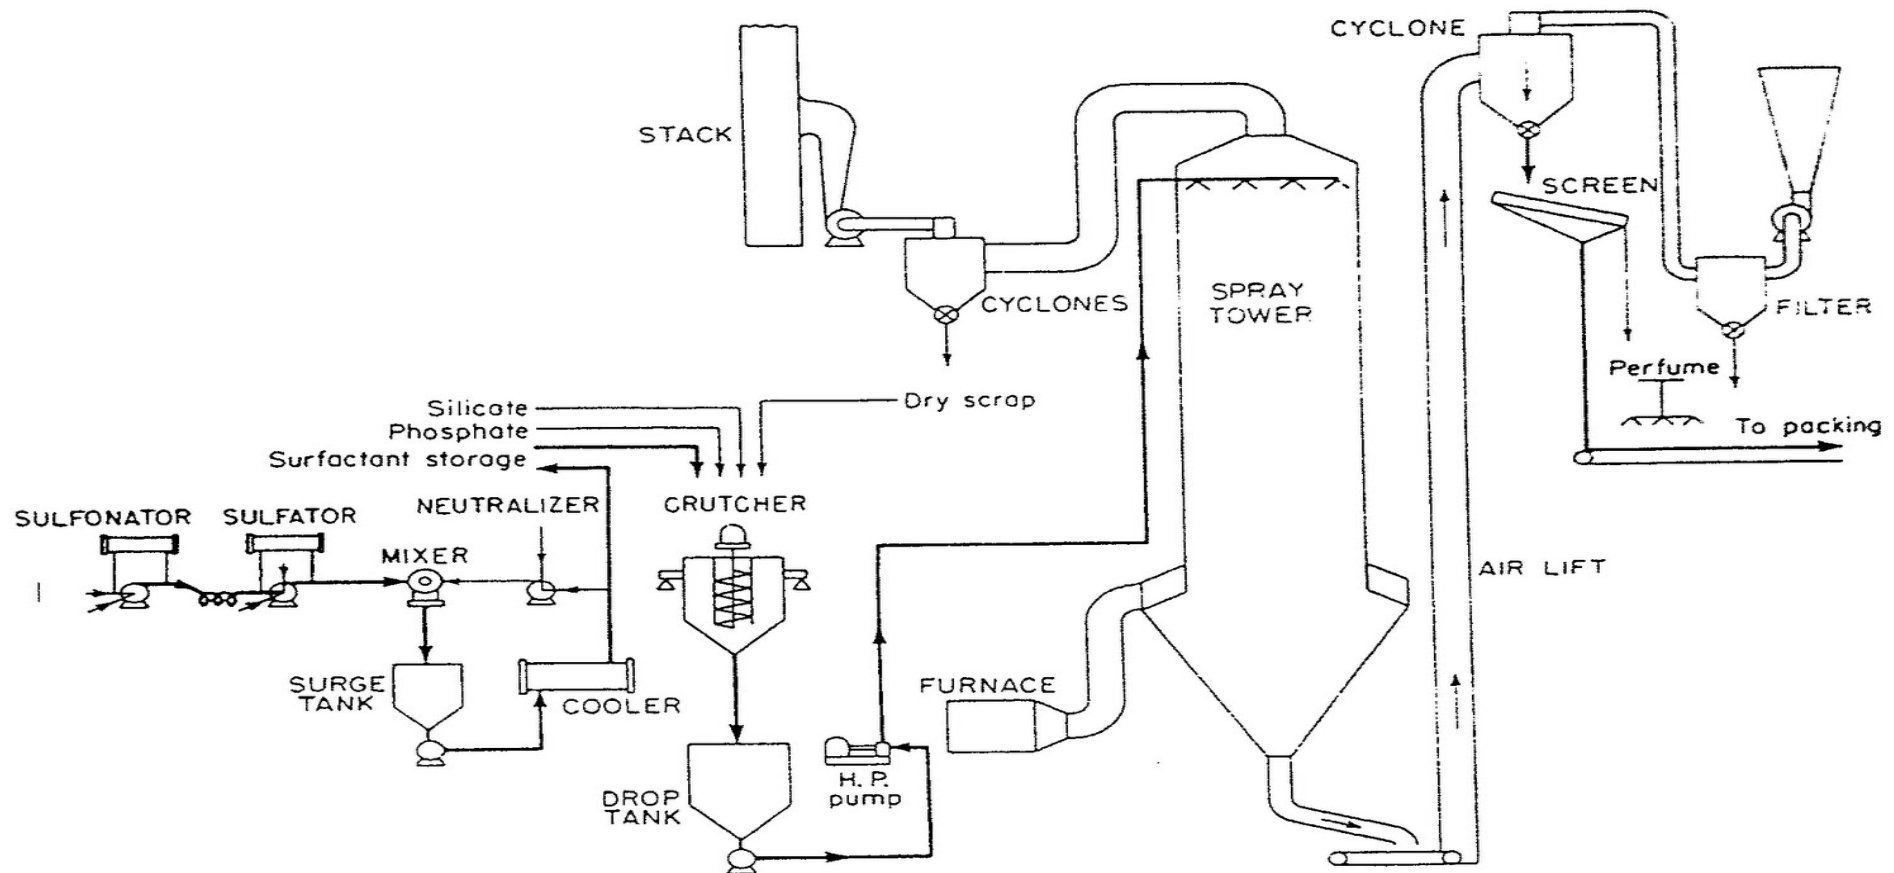 CYCLONE
STACK
SCREEN
CYCLONES
SPRAY
TOWER
FILTER
Perfume
To packing
Silicate
Dry scrap
Phosphate
Surfactant storage
NEUTRALIZER
CRUTCHER
SULFONATOR
SULFATOR
MIXER
AIR LIFT
SURGE
TANK
COOLER
FURNACE
H. P.
pump
DROP
TANK